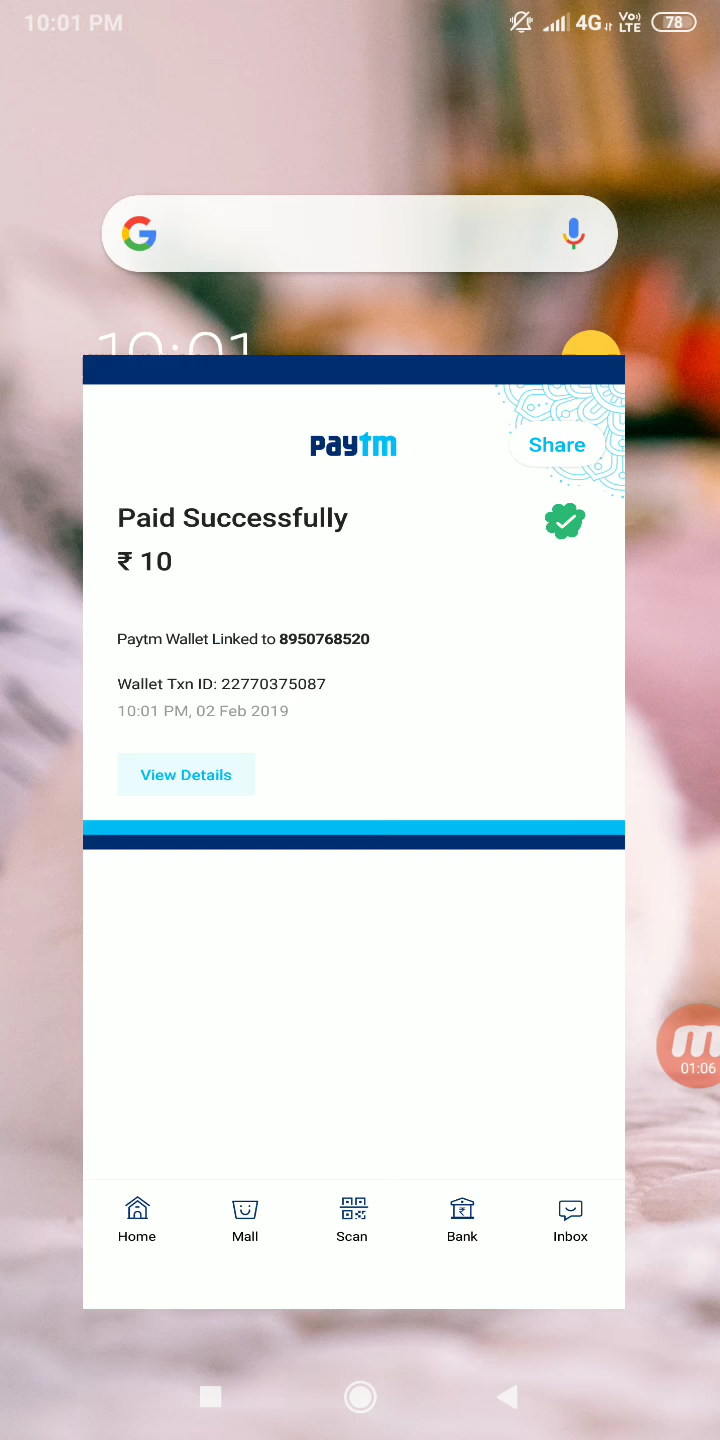 10:01 PM
4G
Vo)) LTE
78
10:01
paytm
Share
Paid Successfully
₹ 10
Paytm Wallet Linked to 8950768520
Wallet Txn ID: 22770375087
10:01 PM, 02 Feb 2019
View Details
01:06
Home
Mall
Scan
Bank
Inbox